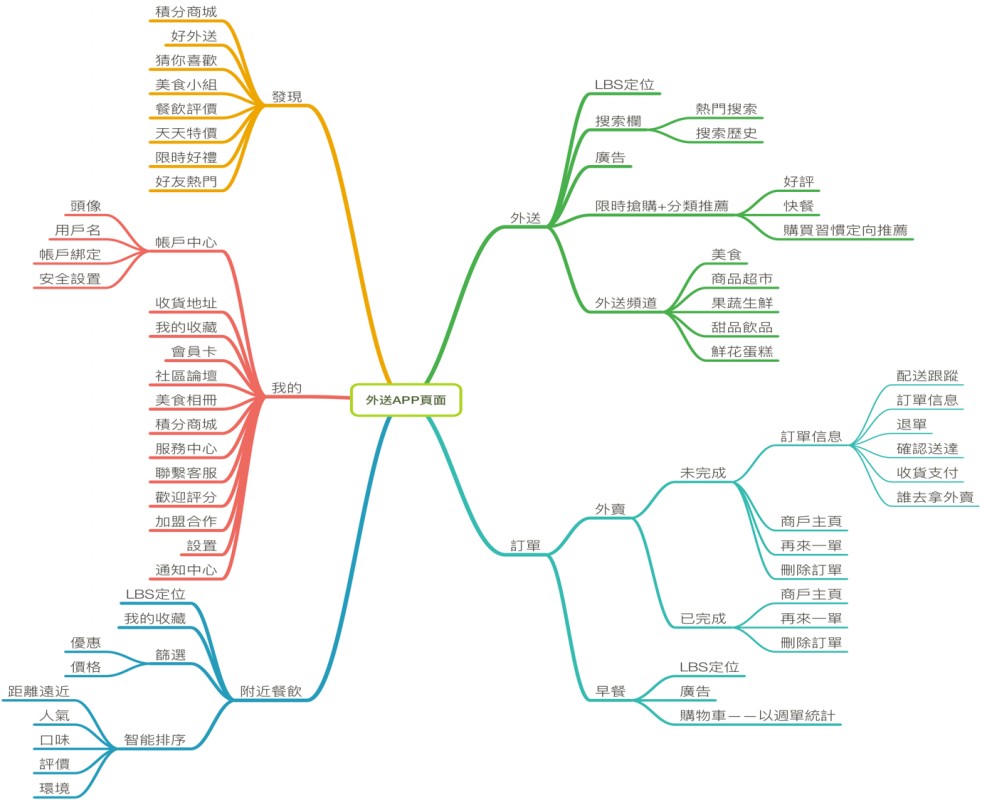 外送APP頁面
發現
積分商城
好外送
猜你喜歡
美食小組
餐飲評價
天天特價
限時好禮
好友熱門
我的
帳戶中心
頭像
用戶名
帳戶綁定
安全設置
收貨地址
我的收藏
會員卡
社區論壇
美食相冊
積分商城
服務中心
聯繫客服
歡迎評分
加盟合作
設置
通知中心
附近餐飲
LBS定位
我的收藏
篩選
優惠
價格
智能排序
距離遠近
人氣
口味
評價
環境
外送
LBS定位
搜索欄
熱門搜索
搜索歷史
廣告
限時搶購+分類推薦
好評
快餐
購買習慣定向推薦
外送頻道
美食
商品超市
果蔬生鮮
甜品飲品
鮮花蛋糕
訂單
外賣
未完成
訂單信息
配送跟蹤
訂單信息
退單
確認送達
收貨支付
誰去拿外賣
商戶主頁
再來一單
刪除訂單
已完成
商戶主頁
再來一單
刪除訂單
早餐
LBS定位
廣告
購物車——以週單統計